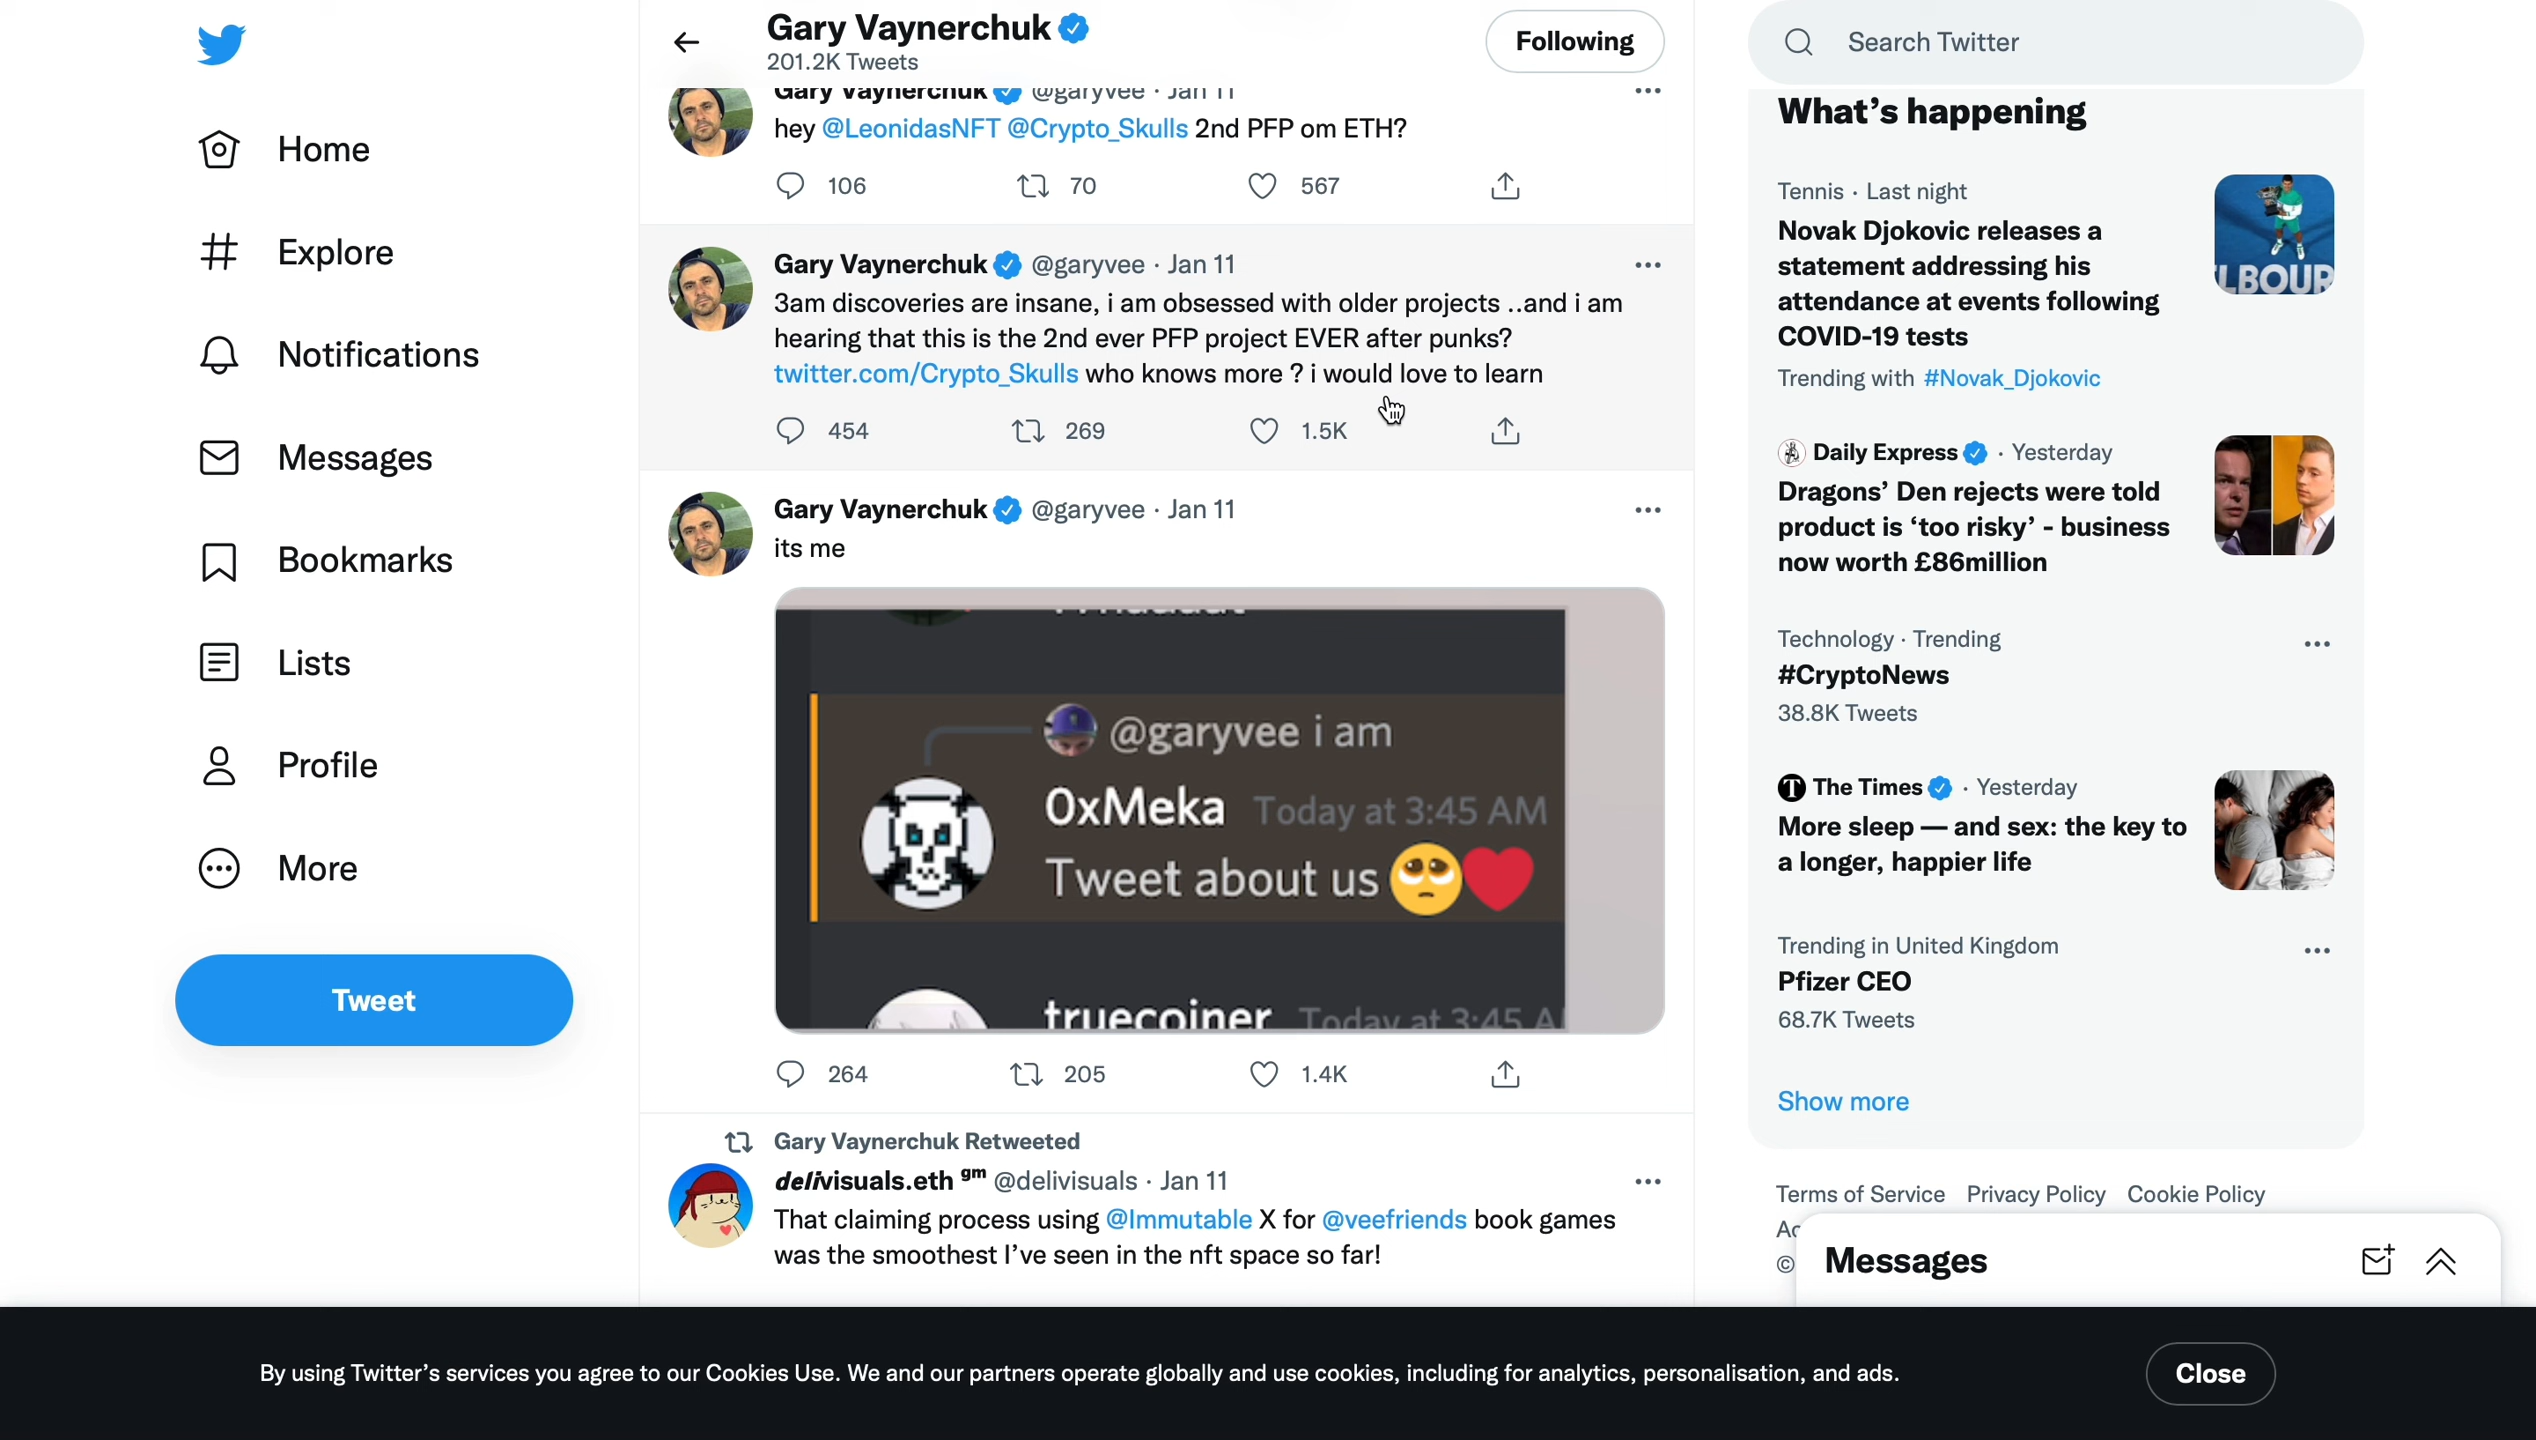 Home
Explore
Notifications
Messages
Bookmarks
Lists
Profile
More
Tweet
Gary Vaynerchuk
201.2K Tweets
Following
Gary Vaynerchuk @garyvee · Jan 11
hey @LeonidasNFT @Crypto_Skulls 2nd PFP om ETH?
106 70 567
Gary Vaynerchuk @garyvee · Jan 11
3am discoveries are insane, i am obsessed with older projects ..and i am
hearing that this is the 2nd ever PFP project EVER after punks?
twitter.com/Crypto_Skulls who knows more ? i would love to learn
454 269 1.5K
Gary Vaynerchuk @garyvee · Jan 11
its me
@garyvee i am
0xMeka Today at 3:45 AM
Tweet about us 🥺❤️
truecoiner Today at 3:45 A
264 205 1.4K
Gary Vaynerchuk Retweeted
delivisuals.eth gm @delivisuals · Jan 11
That claiming process using @Immutable X for @veefriends book games
was the smoothest I've seen in the nft space so far!
Search Twitter
What's happening
Tennis · Last night
Novak Djokovic releases a
statement addressing his
attendance at events following
COVID-19 tests
Trending with #Novak_Djokovic
LBOUR
Daily Express · Yesterday
Dragons' Den rejects were told
product is 'too risky' - business
now worth £86million
Technology · Trending
#CryptoNews
38.8K Tweets
The Times · Yesterday
More sleep — and sex: the key to
a longer, happier life
Trending in United Kingdom
Pfizer CEO
68.7K Tweets
Show more
Terms of Service Privacy Policy Cookie Policy
©
Messages
By using Twitter's services you agree to our Cookies Use. We and our partners operate globally and use cookies, including for analytics, personalisation, and ads.
Close